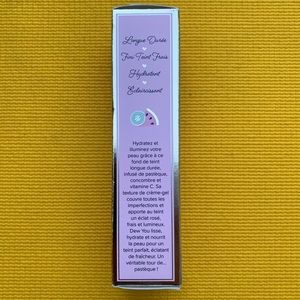 Longue Durée
Fini Teint Frais
Hydratant
Éclaircissant
Hydratez et
illuminez votre
peau grâce à ce
fond de teint
longue durée,
infusé de pastèque,
concombre et
vitamine C. Sa
texture de crème-gel
couvre toutes les
imperfections et
apporte au teint
un éclat rosé,
frais et lumineux.
Dew You lisse,
hydrate et nourrit
la peau pour un
teint parfait, éclatant
de fraîcheur. Un
véritable tour de...
pastèque !